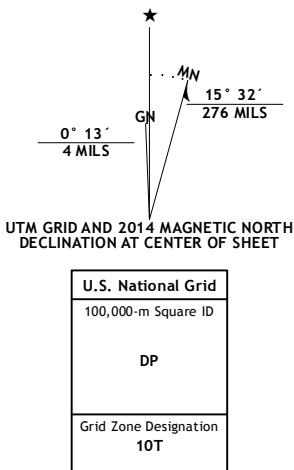 ★
MN
GN
15° 32´
276 MILS
0° 13´
4 MILS
UTM GRID AND 2014 MAGNETIC NORTH
DECLINATION AT CENTER OF SHEET
U.S. National Grid
100,000-m Square ID
DP
Grid Zone Designation
10T